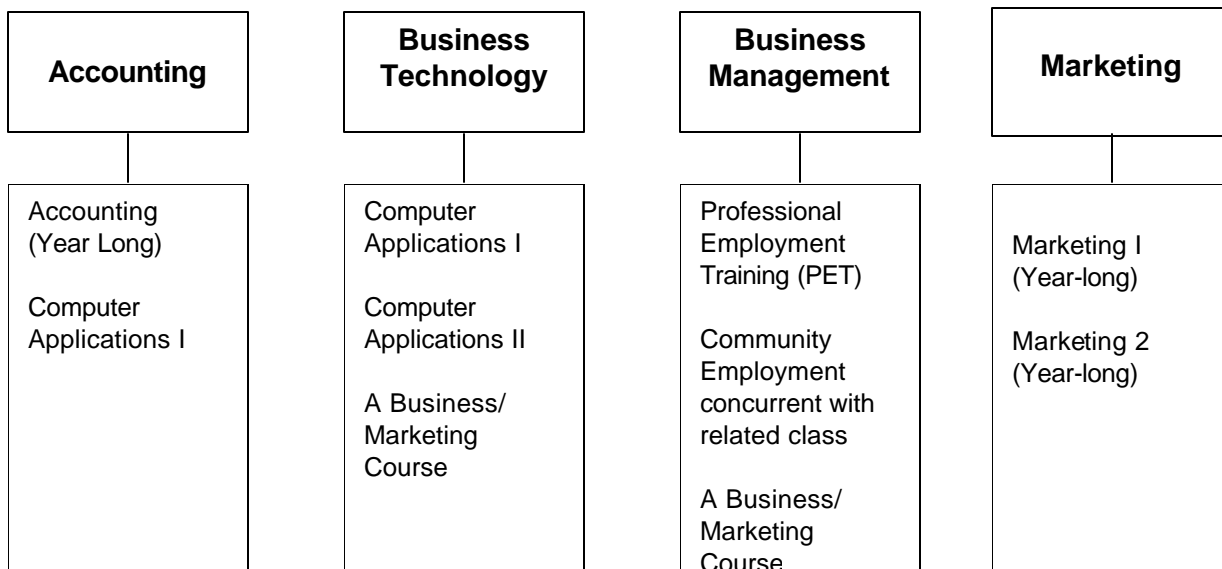 Accounting
Business
Technology
Business
Management
Marketing
Accounting
(Year Long)
Computer
Applications I
Computer
Applications I
Computer
Applications II
A Business/
Marketing
Course
Professional
Employment
Training (PET)
Community
Employment
concurrent with
related class
A Business/
Marketing
Course
Marketing I
(Year-long)
Marketing 2
(Year-long)